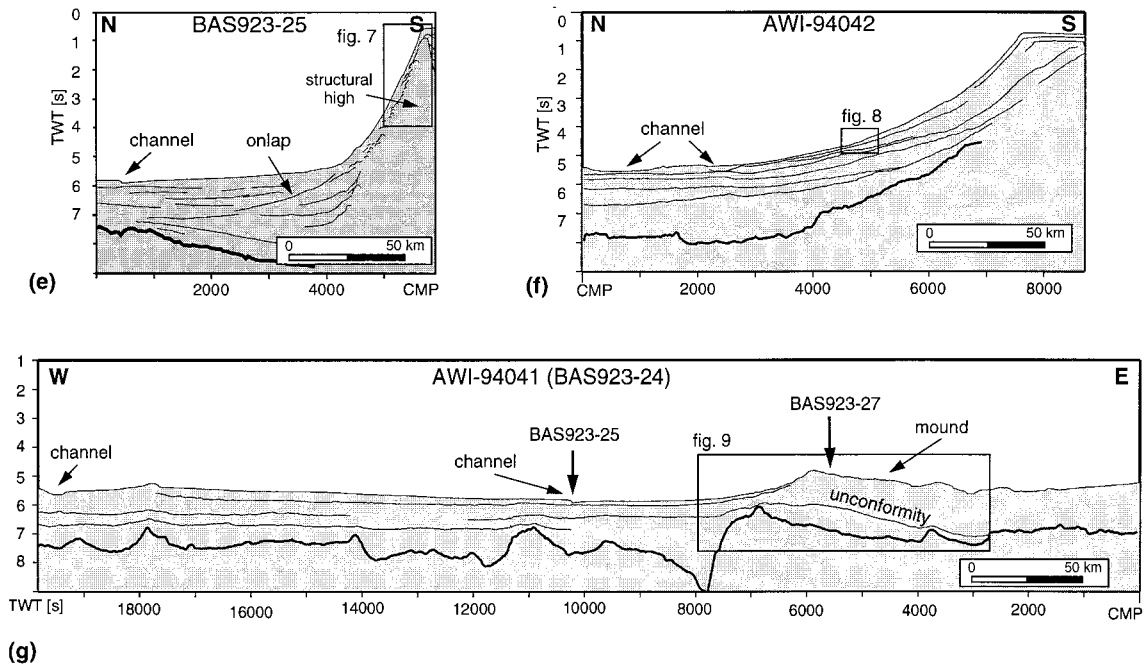 N BAS923-25 S
fig. 7
structural
high
channel
onlap
TWT [s]
0
1
2
3
4
5
6
7
0 50 km
2000 4000 CMP
(e)
N AWI-94042 S
fig. 8
channel
TWT [s]
0
1
2
3
4
5
6
7
0 50 km
CMP 2000 4000 6000 8000
(f)
W AWI-94041 (BAS923-24) E
BAS923-27
fig. 9
mound
BAS923-25
channel
channel
unconformity
1
2
3
4
5
6
7
8
0 50 km
TWT [s] 18000 16000 14000 12000 10000 8000 6000 4000 2000 CMP
(g)